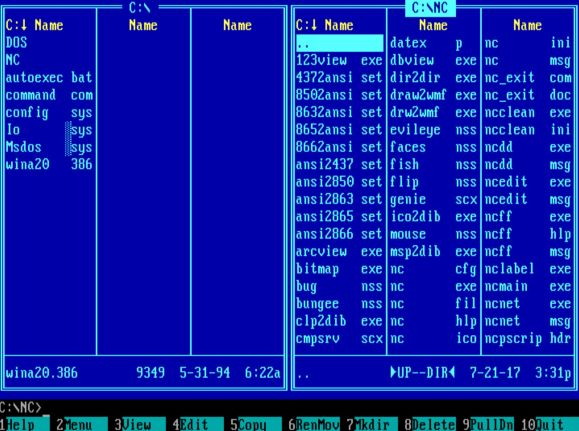 C:\
C:↓ Name Name Name
DOS
NC
autoexec bat
command com
config sys
Io sys
Msdos sys
wina20 386
wina20.386 9349 5-31-94 6:22a
C:\NC
C:↓ Name Name Name
.. datex p nc ini
123view exe dbview exe nc msg
4372ansi set dir2dir exe nc_exit com
8502ansi set draw2wmf exe nc_exit doc
8632ansi set drw2wmf exe ncclean exe
8652ansi set evileye nss ncclean ini
8662ansi set faces nss ncdd exe
ansi2437 set fish nss ncdd msg
ansi2850 set flip nss ncedit exe
ansi2863 set genie scx ncedit msg
ansi2865 set ico2dib exe ncff exe
ansi2866 set mouse nss ncff hlp
arcview exe msp2dib exe ncff msg
bitmap exe nc cfg nclabel exe
bug nss nc exe ncmain exe
bungee nss nc fil ncnet exe
clp2dib exe nc hlp ncnet msg
cmpsrv scx nc ico ncpscrip hdr
.. ►UP--DIR◄ 7-21-17 3:31p
C:\NC>
1Help 2Menu 3View 4Edit 5Copy 6RenMov 7Mkdir 8Delete 9PullDn 10Quit